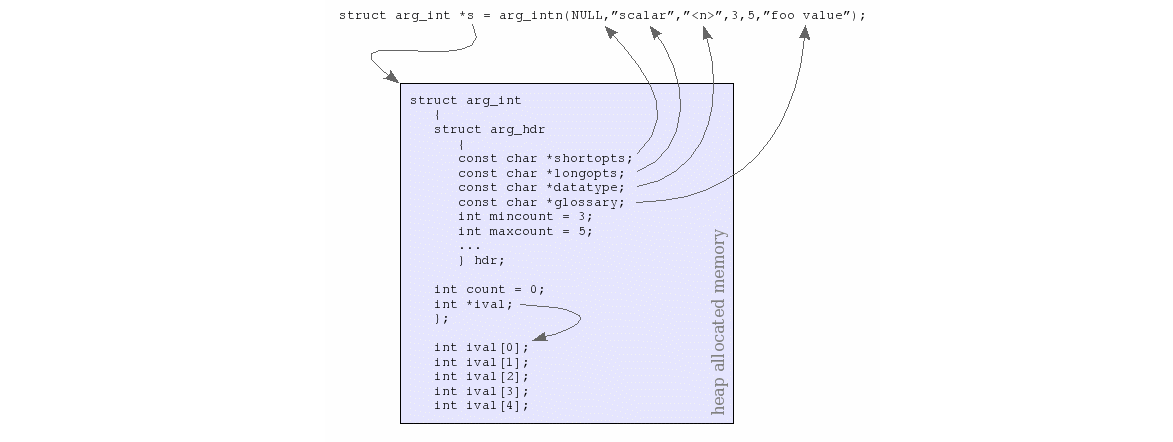 struct arg_int *s = arg_intn(NULL,”scalar”,”<n>”,3,5,”foo value”);
struct arg_int
{
struct arg_hdr
{
const char *shortopts;
const char *longopts;
const char *datatype;
const char *glossary;
int mincount = 3;
int maxcount = 5;
...
} hdr;
int count = 0;
int *ival;
};
int ival[0];
int ival[1];
int ival[2];
int ival[3];
int ival[4];
heap allocated memory